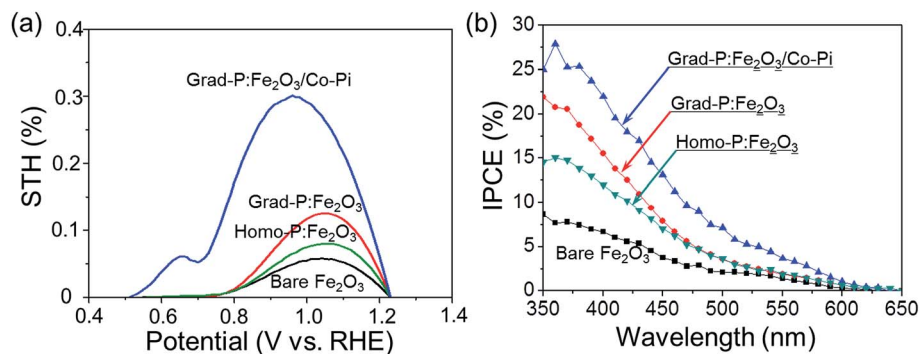 (a)
STH (%)
0.3
0.2
0.1
0
Grad-P:Fe₂O₃/Co-Pi
Grad-P:Fe₂O₃
Homo-P:Fe₂O₃
Bare Fe₂O₃
0.4 0.6 0.8 1.0 1.2 1.4
Potential (V vs. RHE)
(b)
IPCE (%)
30
25
20
15
10
5
0
Grad-P:Fe₂O₃/Co-Pi
Grad-P:Fe₂O₃
Homo-P:Fe₂O₃
Bare Fe₂O₃
350 400 450 500 550 600 650
Wavelength (nm)